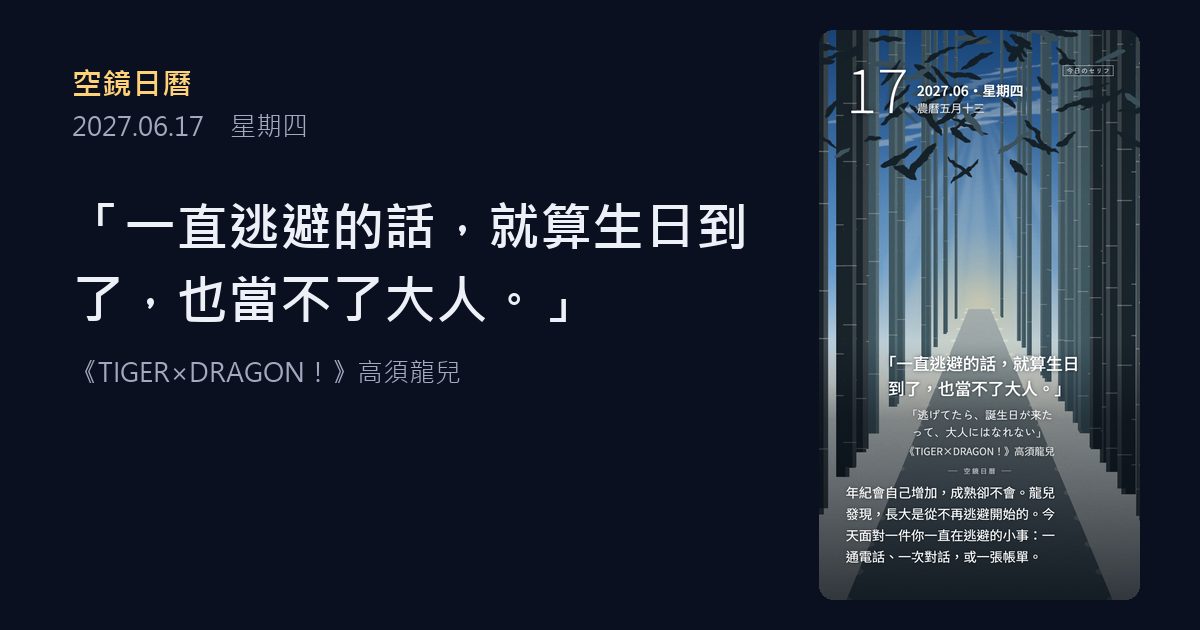 空鏡日曆
2027.06.17 星期四
「一直逃避的話，就算生日到
了，也當不了大人。」
《TIGER×DRAGON！》高須龍兒
17
2027.06・星期四
農曆五月十三
今日のセリフ
「一直逃避的話，就算生日
到了，也當不了大人。」
「逃げてたら、誕生日が来た
って、大人にはなれない」
《TIGER×DRAGON！》高須龍兒
— 空鏡日曆 —
年紀會自己增加，成熟卻不會。龍兒
發現，長大是從不再逃避開始的。今
天面對一件你一直在逃避的小事：一
通電話、一次對話，或一張帳單。